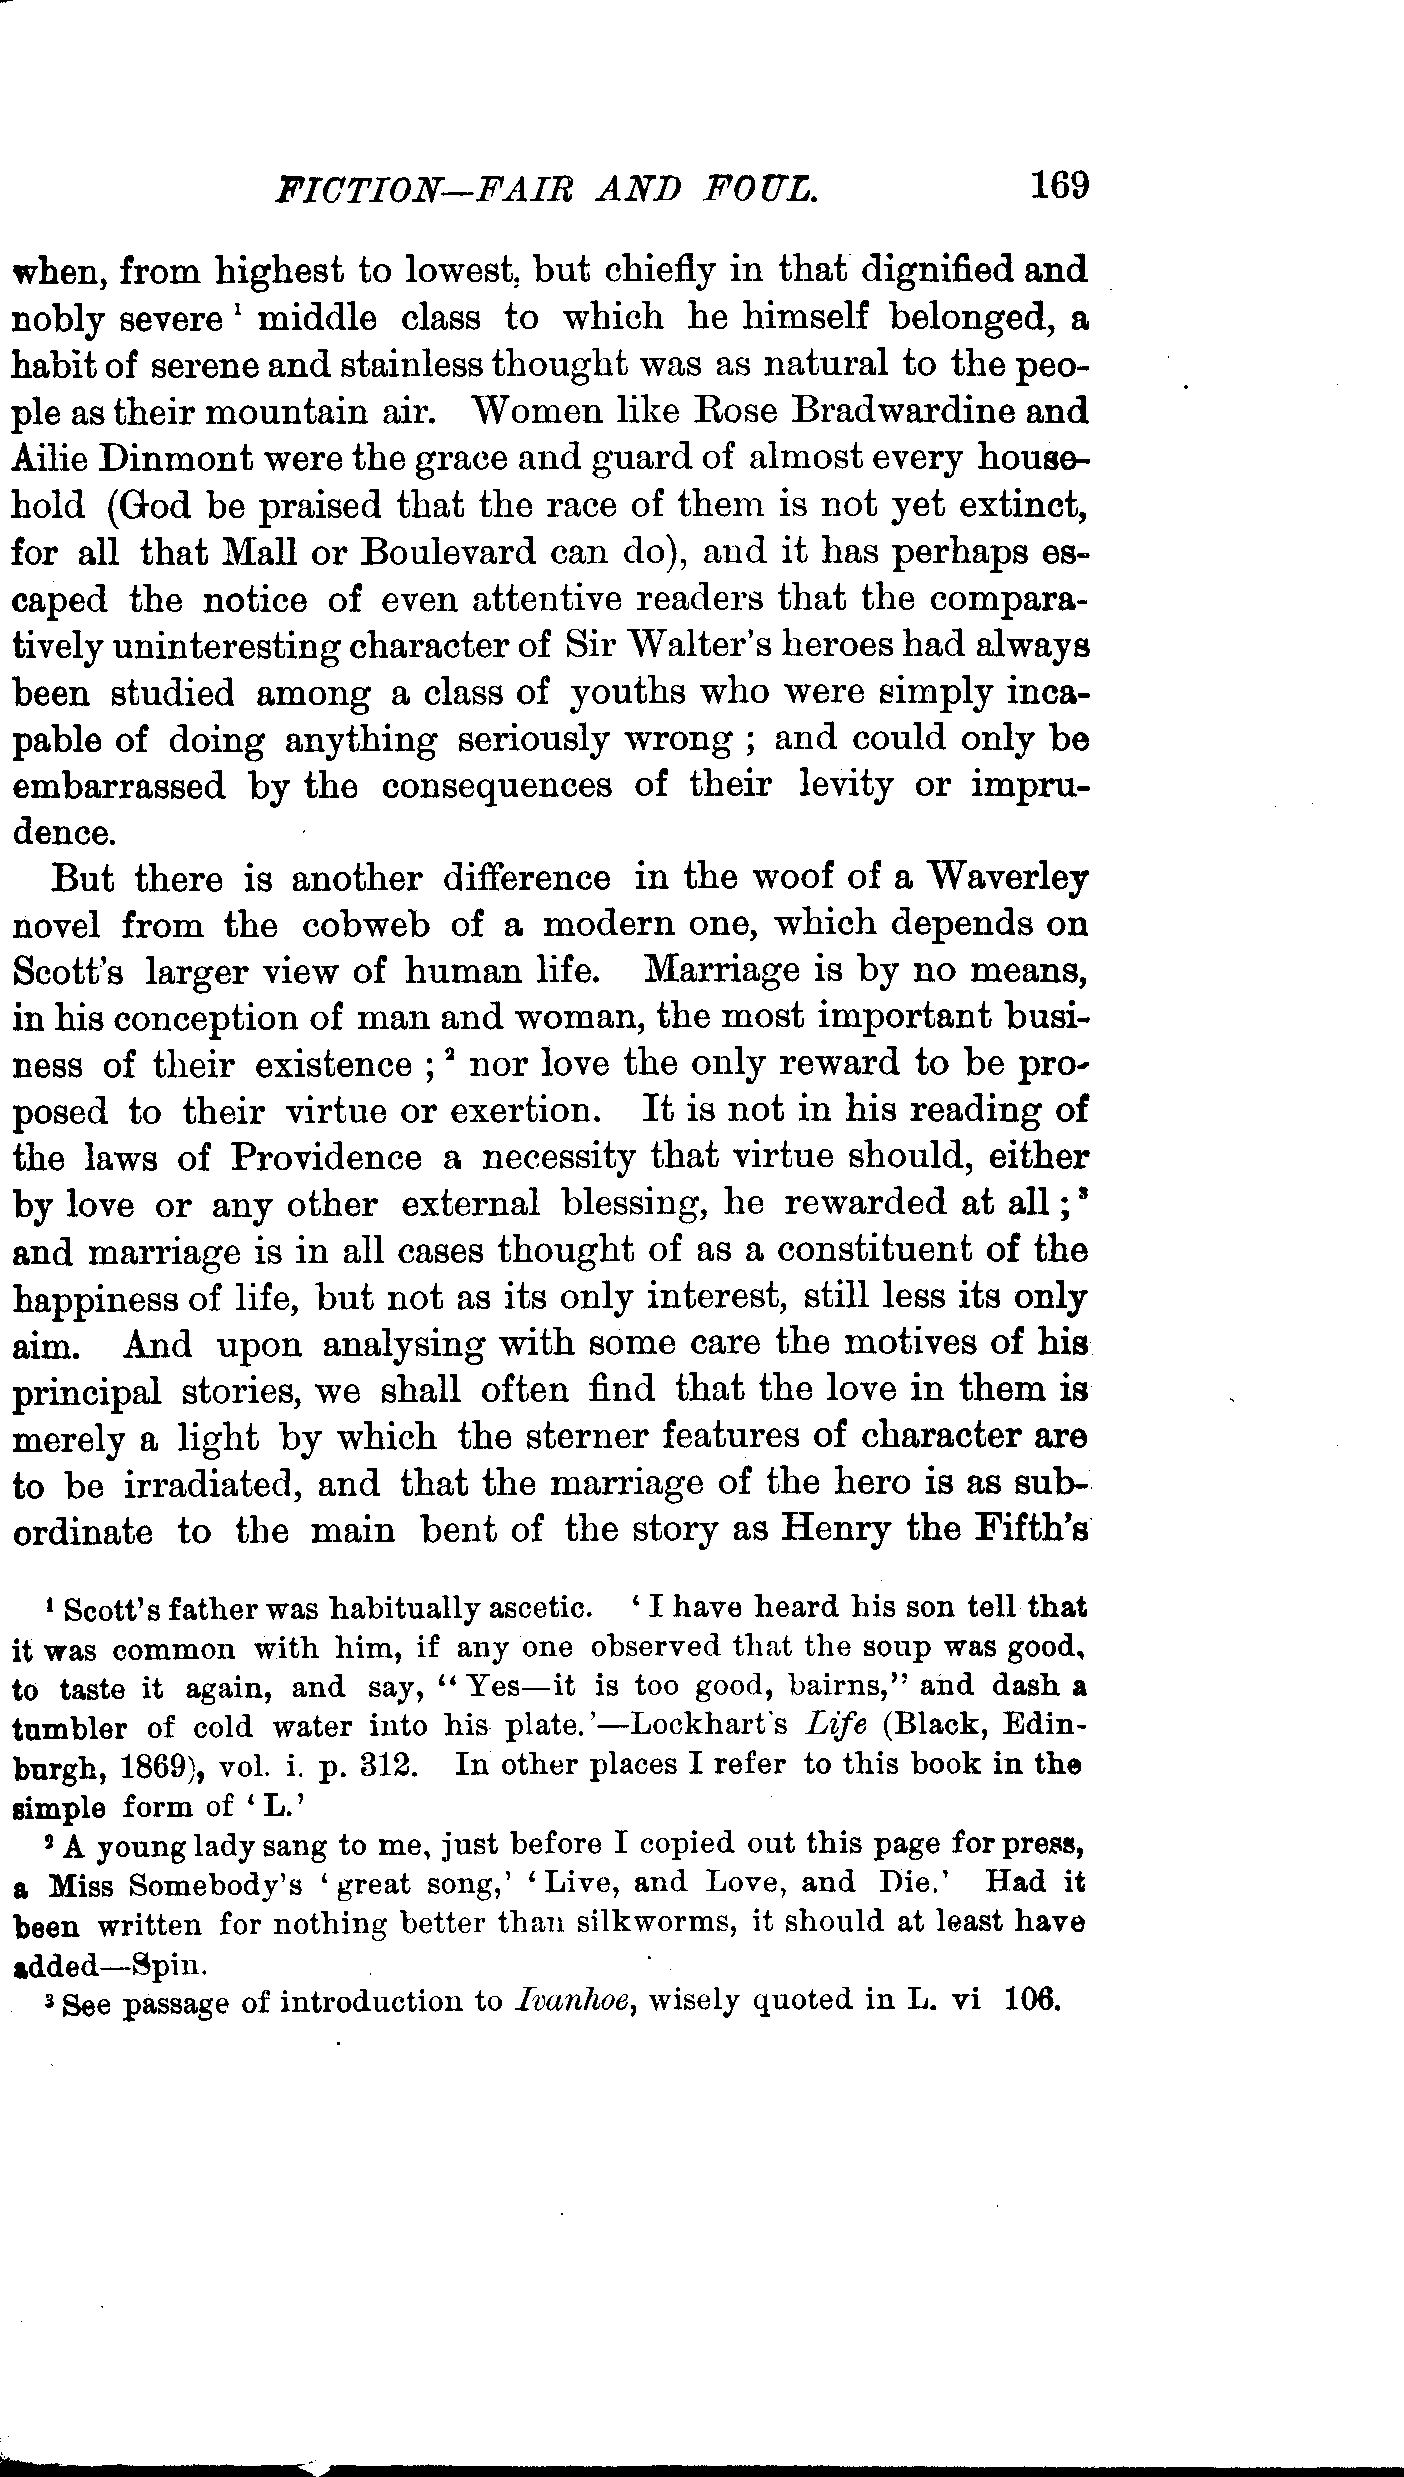 FICTION—FAIR AND FOUL. 169
when, from highest to lowest, but chiefly in that dignified and
nobly severe ¹ middle class to which he himself belonged, a
habit of serene and stainless thought was as natural to the peo-
ple as their mountain air. Women like Rose Bradwardine and
Ailie Dinmont were the grace and guard of almost every house-
hold (God be praised that the race of them is not yet extinct,
for all that Mall or Boulevard can do), and it has perhaps es-
caped the notice of even attentive readers that the compara-
tively uninteresting character of Sir Walter's heroes had always
been studied among a class of youths who were simply inca-
pable of doing anything seriously wrong ; and could only be
embarrassed by the consequences of their levity or impru-
dence.
But there is another difference in the woof of a Waverley
novel from the cobweb of a modern one, which depends on
Scott's larger view of human life. Marriage is by no means,
in his conception of man and woman, the most important busi-
ness of their existence ; ² nor love the only reward to be pro-
posed to their virtue or exertion. It is not in his reading of
the laws of Providence a necessity that virtue should, either
by love or any other external blessing, he rewarded at all ; ³
and marriage is in all cases thought of as a constituent of the
happiness of life, but not as its only interest, still less its only
aim. And upon analysing with some care the motives of his
principal stories, we shall often find that the love in them is
merely a light by which the sterner features of character are
to be irradiated, and that the marriage of the hero is as sub-
ordinate to the main bent of the story as Henry the Fifth's
¹ Scott's father was habitually ascetic. ' I have heard his son tell that
it was common with him, if any one observed that the soup was good,
to taste it again, and say, " Yes—it is too good, bairns," and dash a
tumbler of cold water into his plate.'—Lockhart's Life (Black, Edin-
burgh, 1869), vol. i. p. 312. In other places I refer to this book in the
simple form of ' L.'
² A young lady sang to me, just before I copied out this page for press,
a Miss Somebody's ' great song,' ' Live, and Love, and Die.' Had it
been written for nothing better than silkworms, it should at least have
added—Spin.
³ See passage of introduction to Ivanhoe, wisely quoted in L. vi 106.